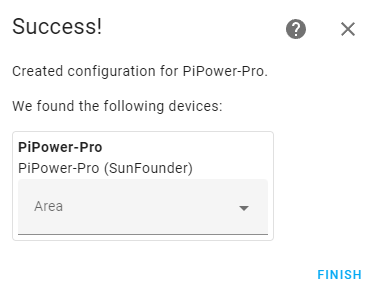 Success!
Created configuration for PiPower-Pro.
We found the following devices:
PiPower-Pro
PiPower-Pro (SunFounder)
Area
FINISH